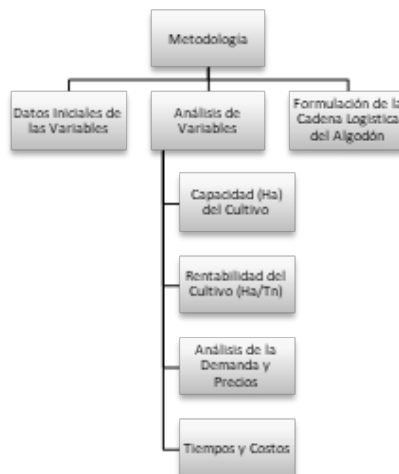 Metodología
Datos Iniciales de
las Variables
Análisis de
Variables
Formulación de la
Cadena Logistica
del Algodón
Capacidad (Ha)
del Cultivo
Rentabilidad del
Cultivo (Ha/Tn)
Análisis de la
Demanda y
Precios
Tiempos y Costos